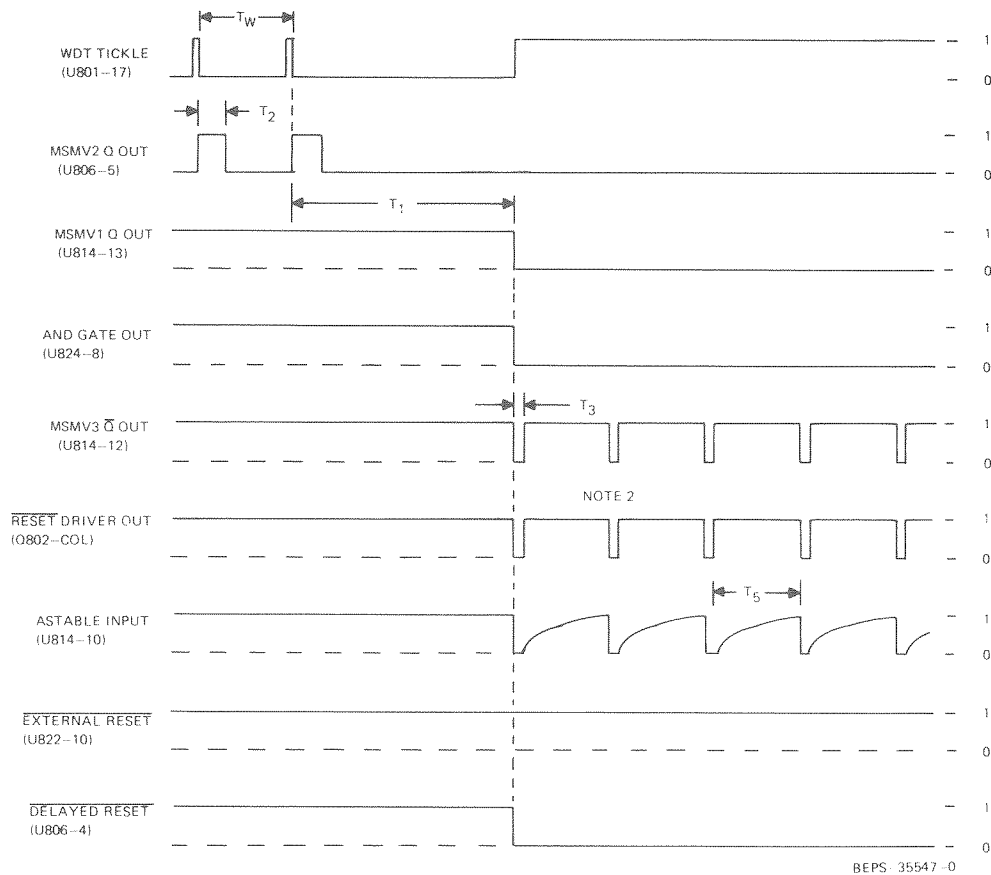 T_W
WDT TICKLE
(U801-17)
1
0
T_2
MSMV2 Q OUT
(U806-5)
1
0
T_1
MSMV1 Q OUT
(U814-13)
1
0
AND GATE OUT
(U824-8)
1
0
T_3
MSMV3 Q̅ OUT
(U814-12)
1
0
NOTE 2
RESET DRIVER OUT
(Q802-COL)
1
0
T_5
ASTABLE INPUT
(U814-10)
1
0
EXTERNAL RESET
(U822-10)
1
0
DELAYED RESET
(U806-4)
1
0
BEPS-35547-0